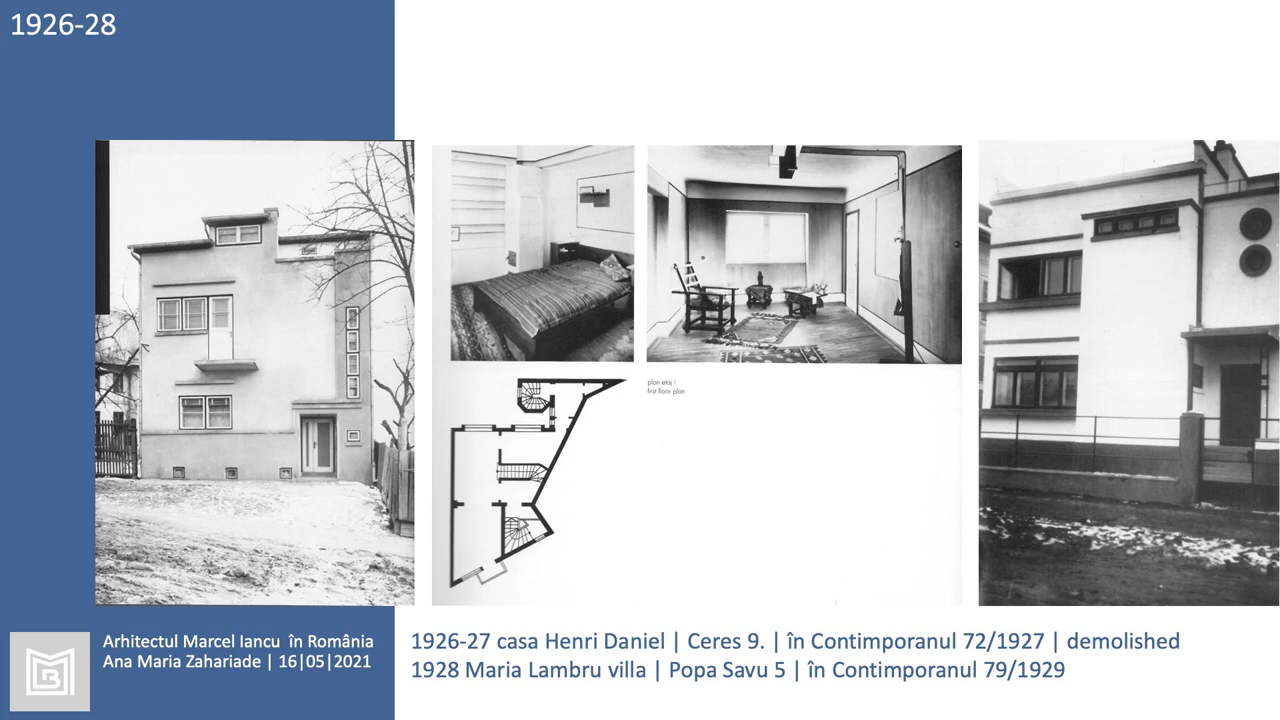 1926-28
plan etaj I
first floor plan
Arhitectul Marcel Iancu în România
Ana Maria Zahariade | 16|05|2021
1926-27 casa Henri Daniel | Ceres 9. | în Contimporanul 72/1927 | demolished
1928 Maria Lambru villa | Popa Savu 5 | în Contimporanul 79/1929